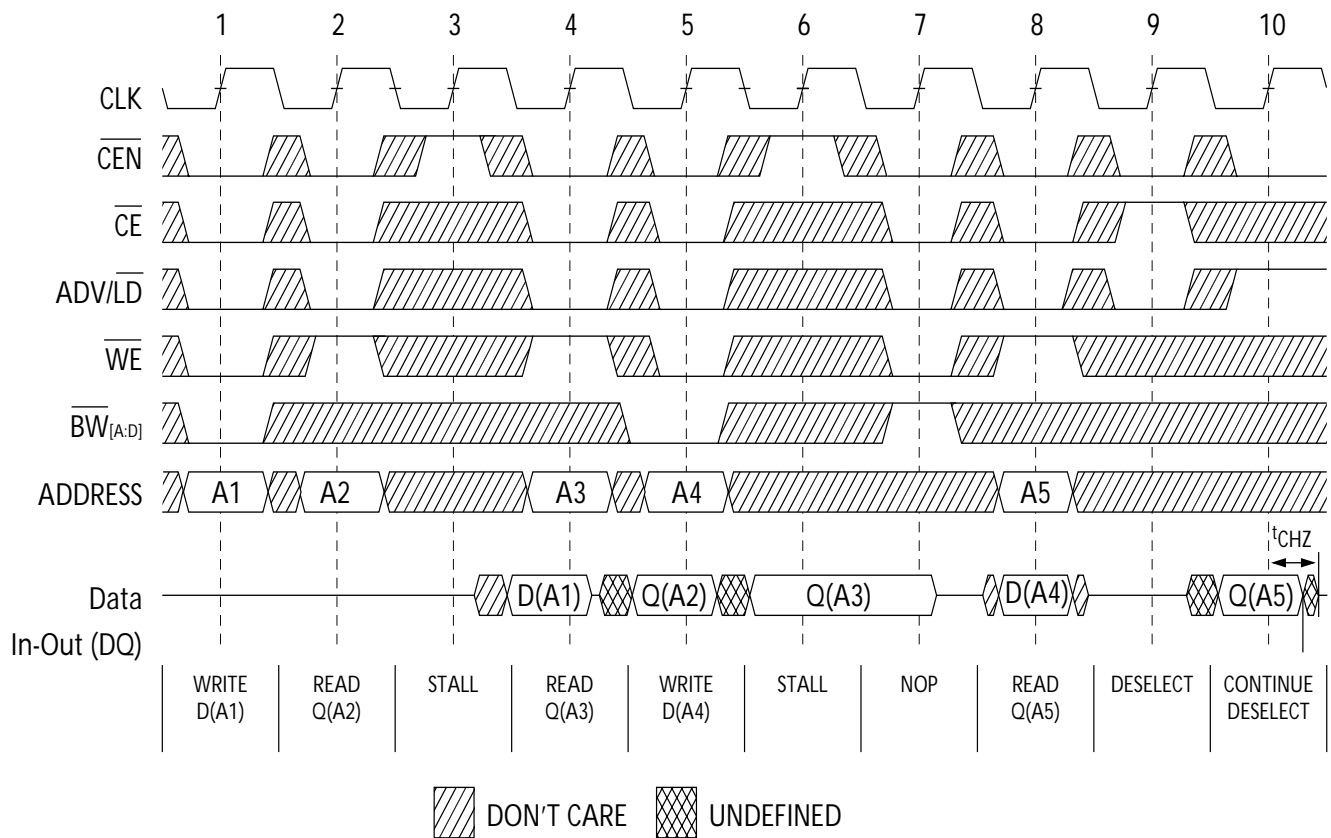 1 2 3 4 5 6 7 8 9 10
CLK
CEN
CE
ADV/LD
WE
BW[A:D]
ADDRESS A1 A2 A3 A4 A5
tCHZ
Data D(A1) Q(A2) Q(A3) D(A4) Q(A5)
In-Out (DQ)
WRITE READ STALL READ WRITE STALL NOP READ DESELECT CONTINUE
D(A1) Q(A2) Q(A3) D(A4) Q(A5) DESELECT
DON'T CARE UNDEFINED